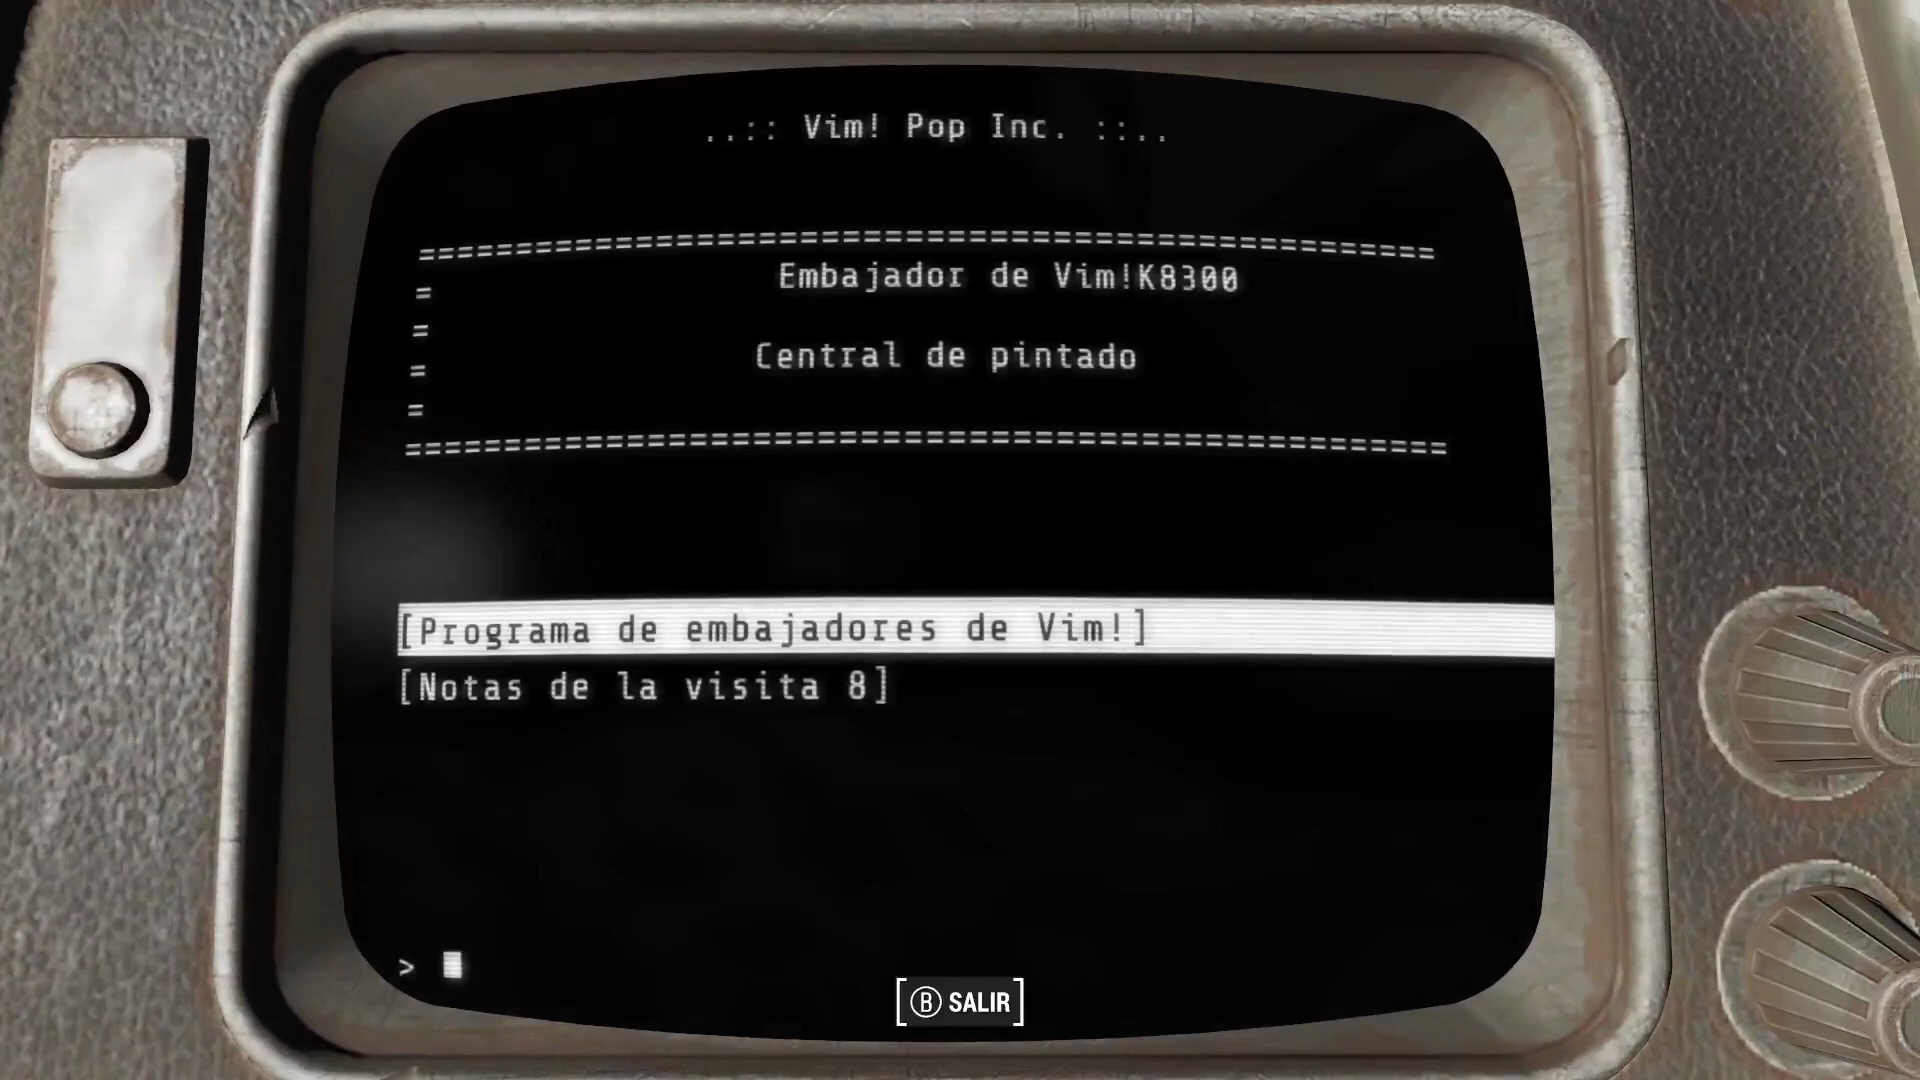 ..:: Vim! Pop Inc. ::..
=====================================================
= Embajador de Vim!K8300
=
= Central de pintado
=
======================================================
[Programa de embajadores de Vim!]
[Notas de la visita 8]
>
[B SALIR]